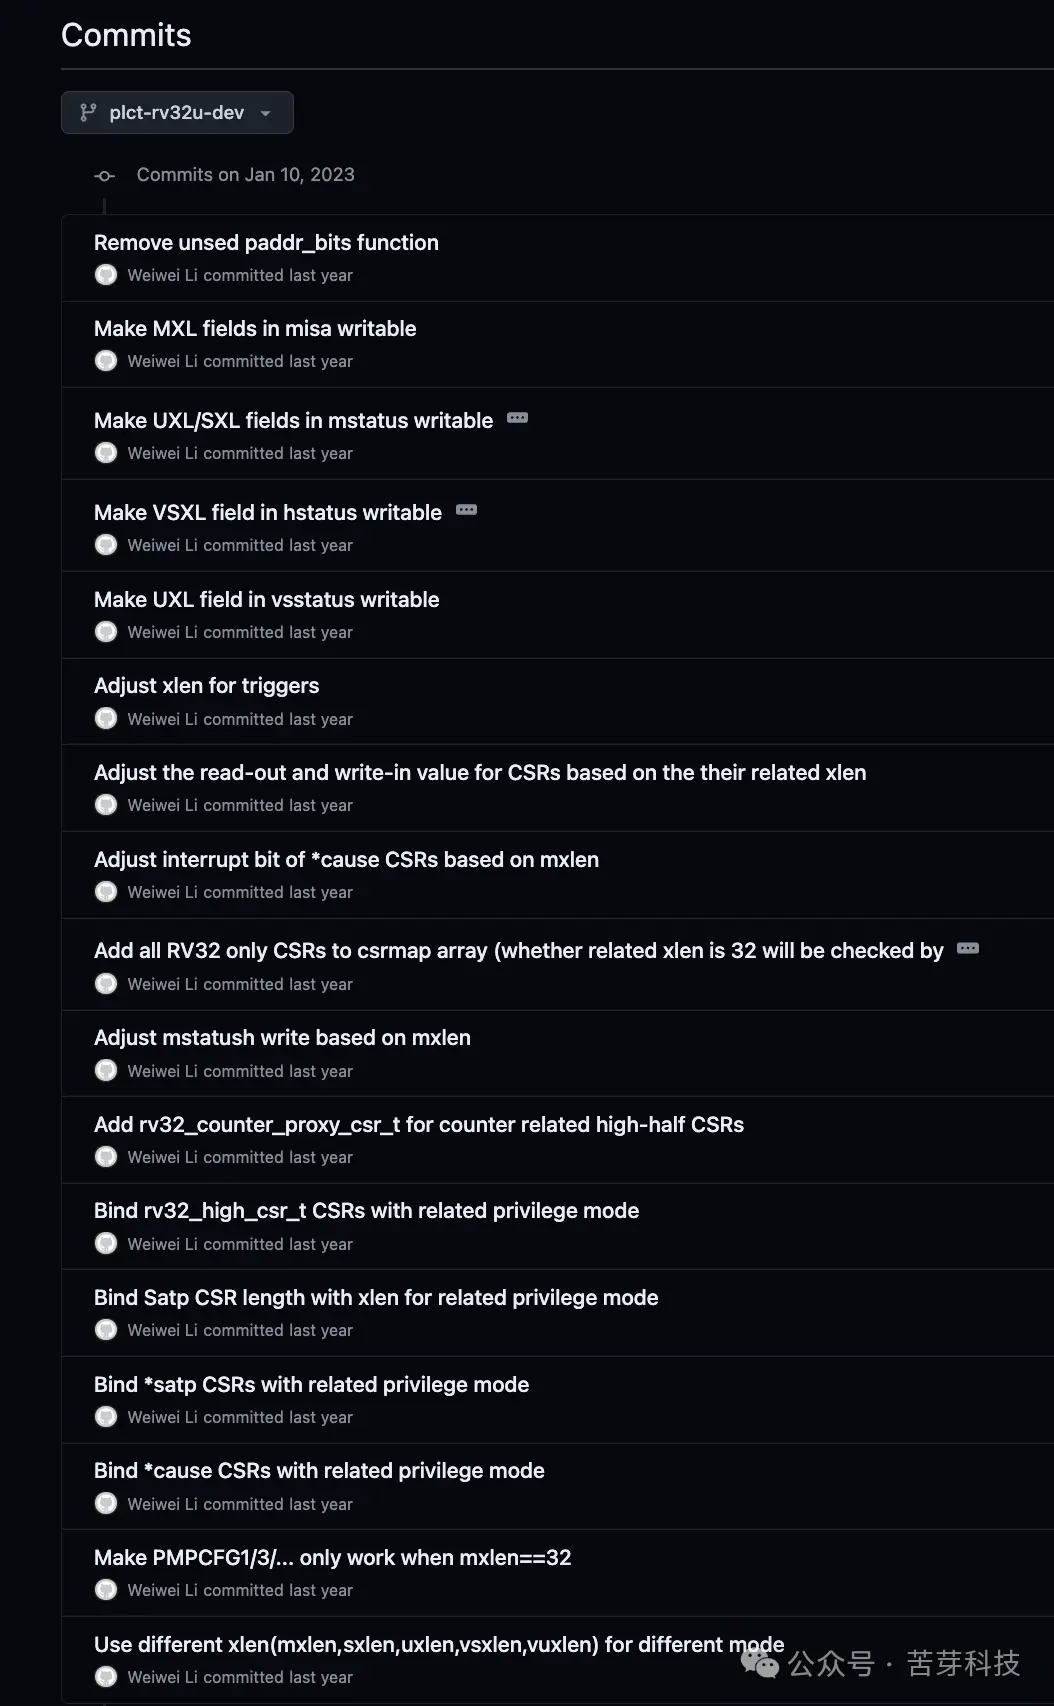 Commits
plct-rv32u-dev
Commits on Jan 10, 2023
Remove unsed paddr_bits function
Weiwei Li committed last year
Make MXL fields in misa writable
Weiwei Li committed last year
Make UXL/SXL fields in mstatus writable
Weiwei Li committed last year
Make VSXL field in hstatus writable
Weiwei Li committed last year
Make UXL field in vsstatus writable
Weiwei Li committed last year
Adjust xlen for triggers
Weiwei Li committed last year
Adjust the read-out and write-in value for CSRs based on the their related xlen
Weiwei Li committed last year
Adjust interrupt bit of *cause CSRs based on mxlen
Weiwei Li committed last year
Add all RV32 only CSRs to csrmap array (whether related xlen is 32 will be checked by
Weiwei Li committed last year
Adjust mstatush write based on mxlen
Weiwei Li committed last year
Add rv32_counter_proxy_csr_t for counter related high-half CSRs
Weiwei Li committed last year
Bind rv32_high_csr_t CSRs with related privilege mode
Weiwei Li committed last year
Bind Satp CSR length with xlen for related privilege mode
Weiwei Li committed last year
Bind *satp CSRs with related privilege mode
Weiwei Li committed last year
Bind *cause CSRs with related privilege mode
Weiwei Li committed last year
Make PMPCFG1/3/... only work when mxlen==32
Weiwei Li committed last year
Use different xlen(mxlen,sxlen,uxlen,vsxlen,vuxlen) for different mode
Weiwei Li committed last year
公众号 · 苦芽科技